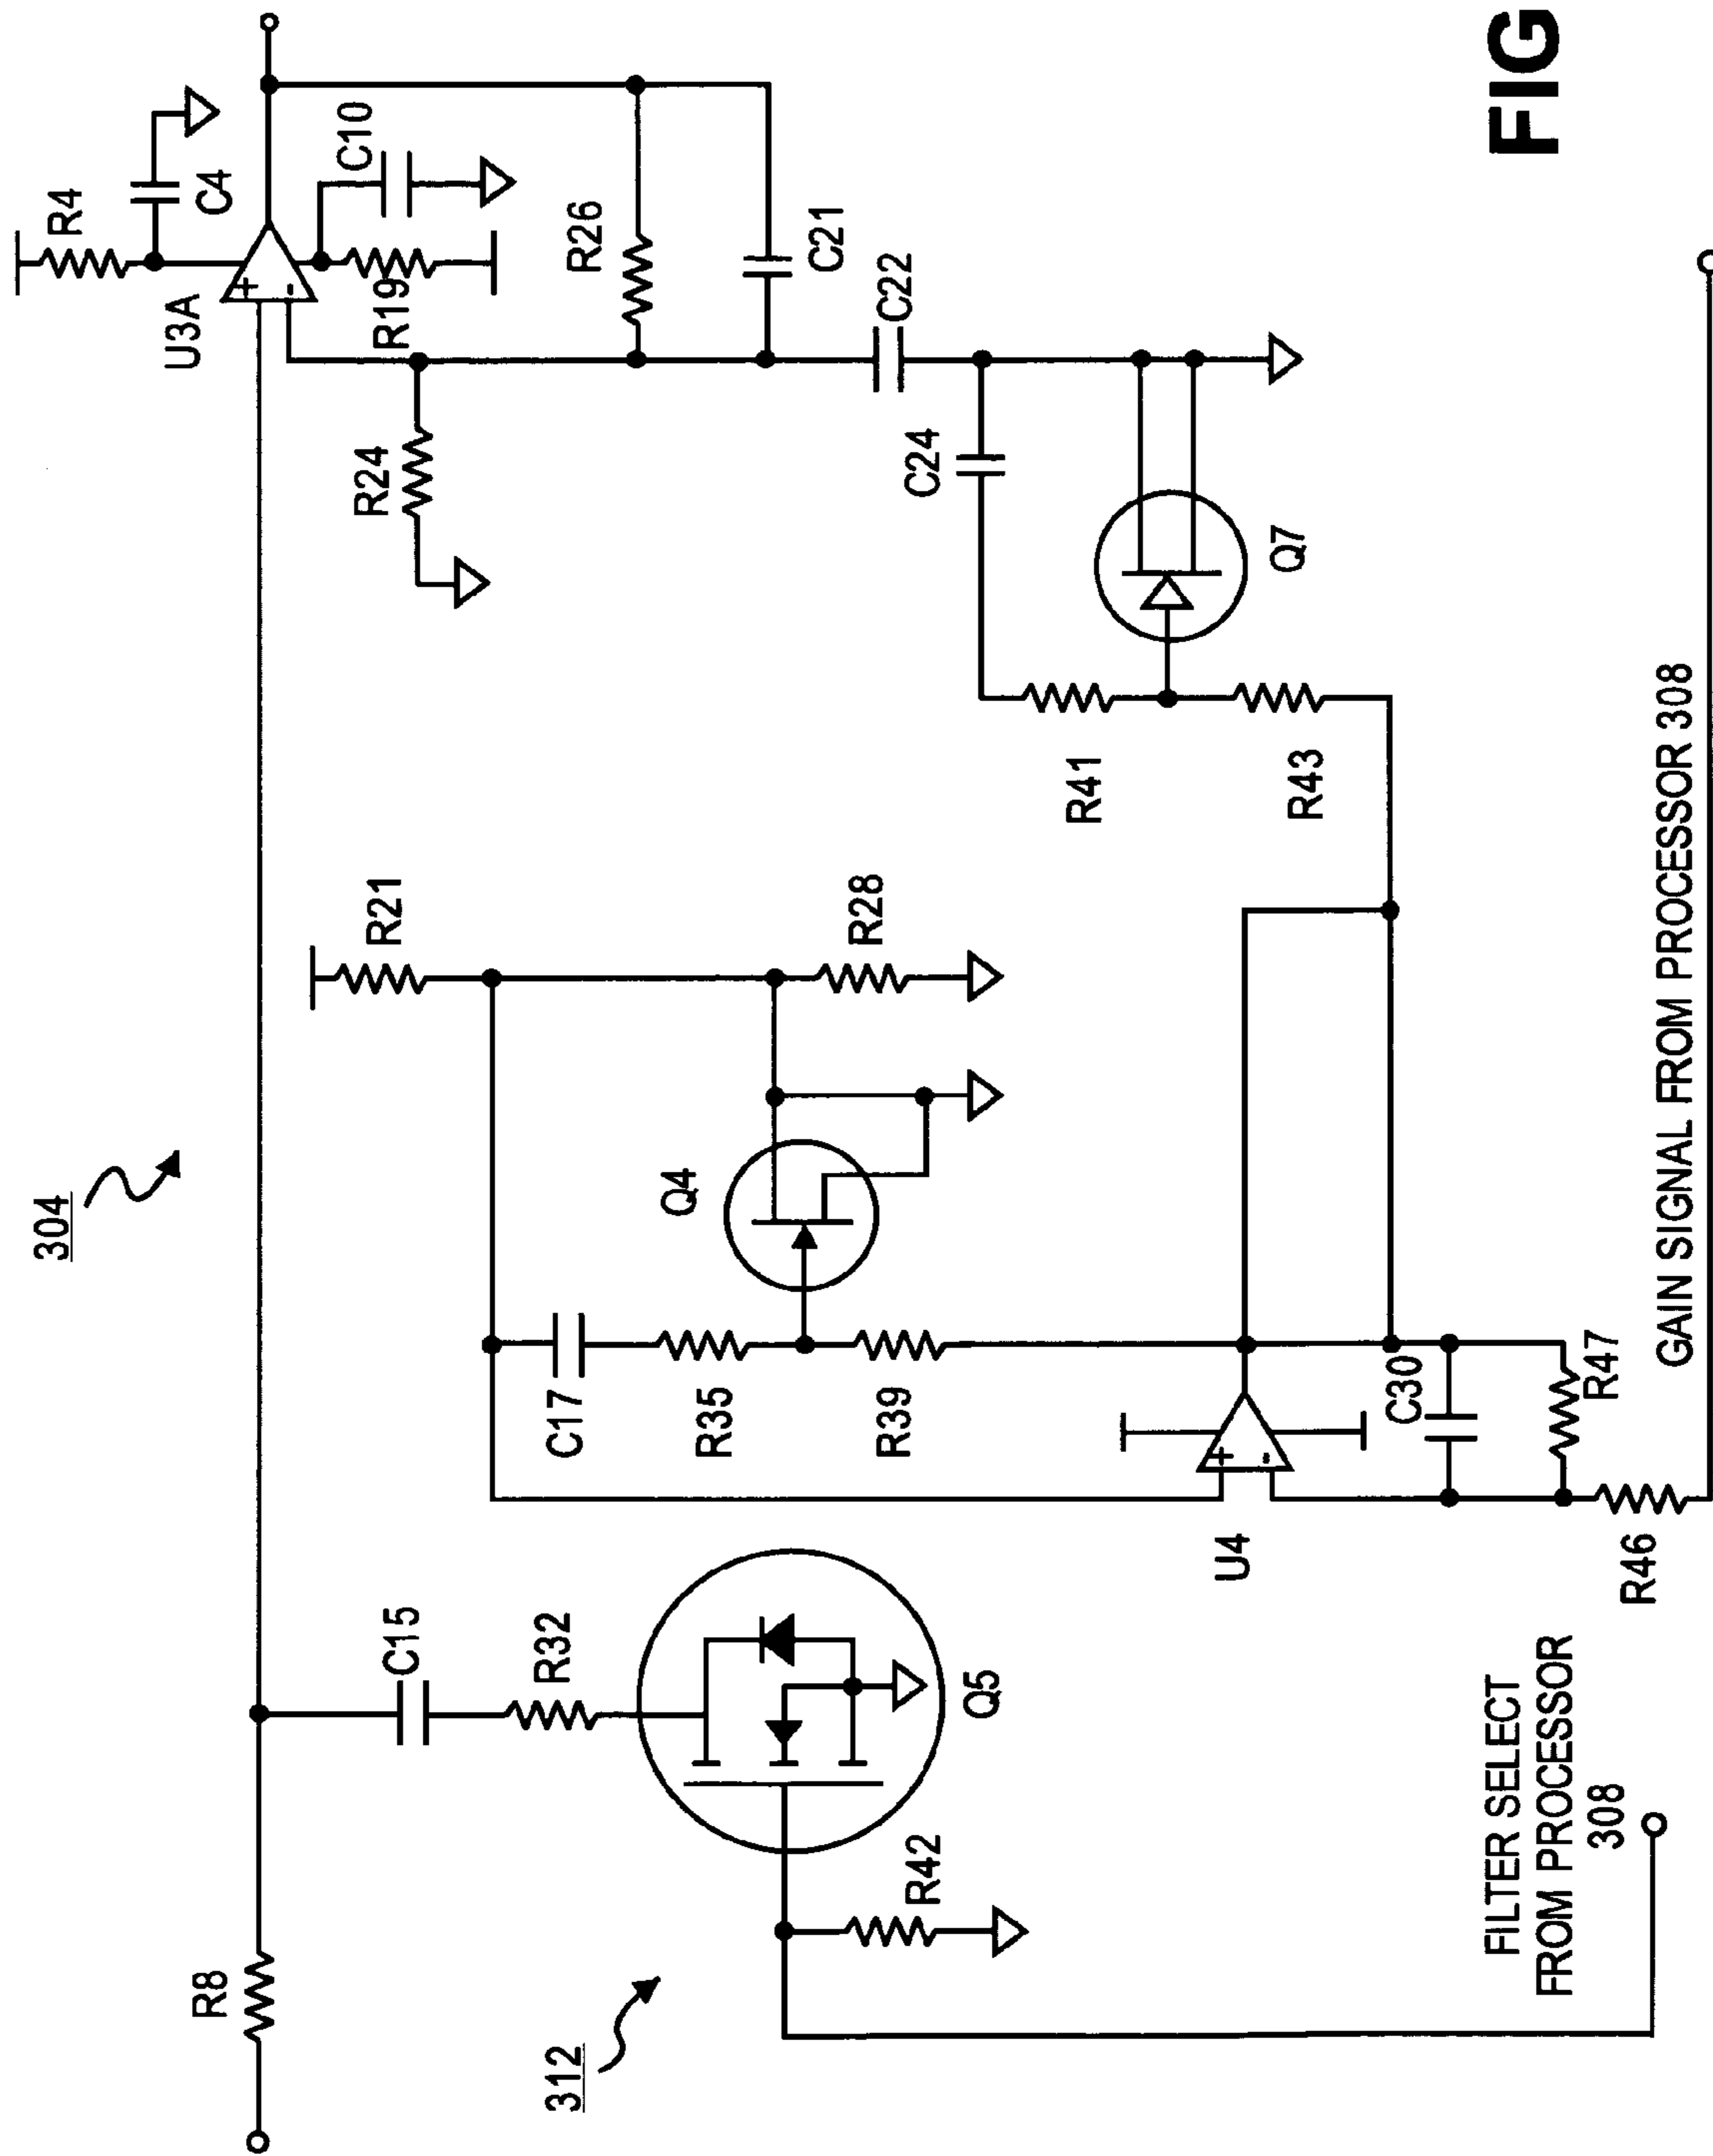 FIG
304
312
R8
C15
R32
Q5
R42
FILTER SELECT
FROM PROCESSOR
308
R21
R28
Q4
C17
R35
R39
U4
+
-
C30
R47
R46
GAIN SIGNAL FROM PROCESSOR 308
R4
C4
U3A
+
-
R19
C10
R24
R26
C21
C22
C24
Q7
R41
R43